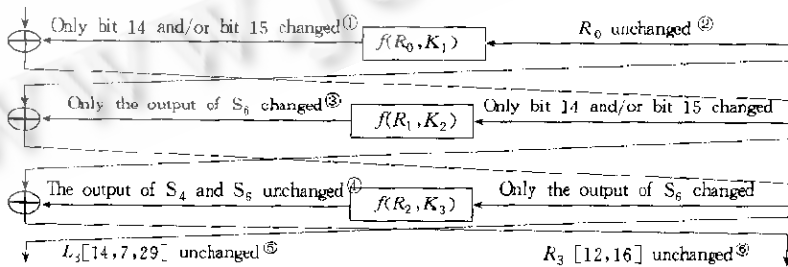 Only bit 14 and/or bit 15 changed① f(R₀,K₁) R₀ unchanged②
Only the output of S₆ changed③ f(R₁,K₂) Only bit 14 and/or bit 15 changed
The output of S₄ and S₆ unchanged④ f(R₂,K₃) Only the output of S₆ changed
[14,7,29] unchanged⑤ R₃ [12,16] unchanged⑥